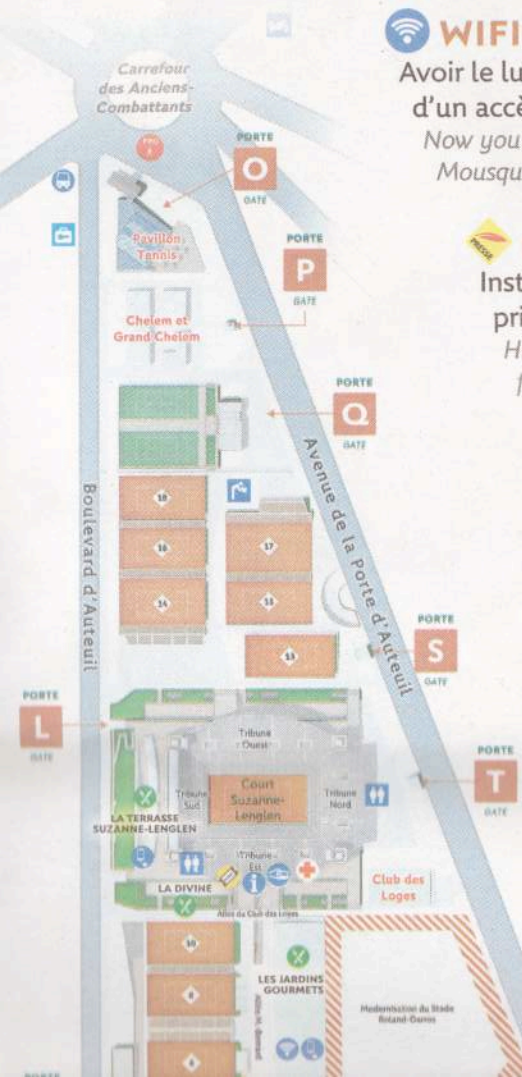 WIFI
Avoir le lu
d'un accè
Now you
Mousqu
PRESSE
Inst
pri
H
f
Carrefour
des Anciens-
Combattants
PORTE
O
GATE
Pavillon
Tennis
PORTE
P
GATE
Chelem et
Grand Chelem
PORTE
Q
GATE
Boulevard d'Auteuil
Avenue de la Porte d'Auteuil
18
16
17
14
PORTE
S
GATE
PORTE
L
GATE
PORTE
T
GATE
Tribune
Ouest
Tribune
Sud
Court
Suzanne-
Lenglen
Tribune
Nord
LA TERRASSE
SUZANNE-LENGLEN
Tribune
Est
i
LA DIVINE
Club des
Loges
Allée du Club des Loges
10
LES JARDINS
GOURMETS
8
Modernisation du Stade
Roland-Garros
6
PORTE